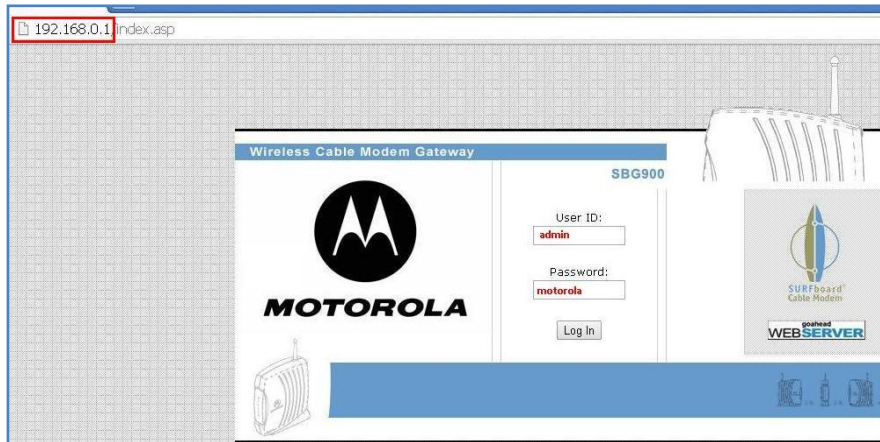 192.168.0.1/index.asp
Wireless Cable Modem Gateway
SBG900
User ID:
admin
Password:
motorola
Log In
MOTOROLA
SURFboard®
Cable Modem
goahead
WEBSERVER